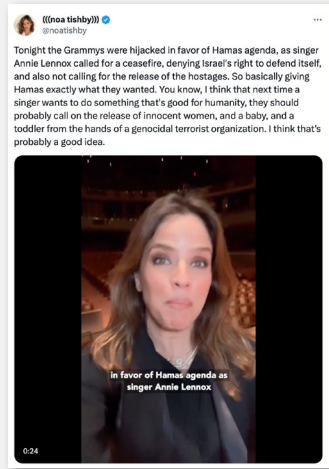 (((noa tishby)))
@noatishby
Tonight the Grammys were hijacked in favor of Hamas agenda, as singer
Annie Lennox called for a ceasefire, denying Israel's right to defend itself,
and also not calling for the release of the hostages. So basically giving
Hamas exactly what they wanted. You know, I think that next time a
singer wants to do something that's good for humanity, they should
probably call on the release of innocent women, and a baby, and a
toddler from the hands of a genocidal terrorist organization. I think that's
probably a good idea.
in favor of Hamas agenda as
singer Annie Lennox
0:24